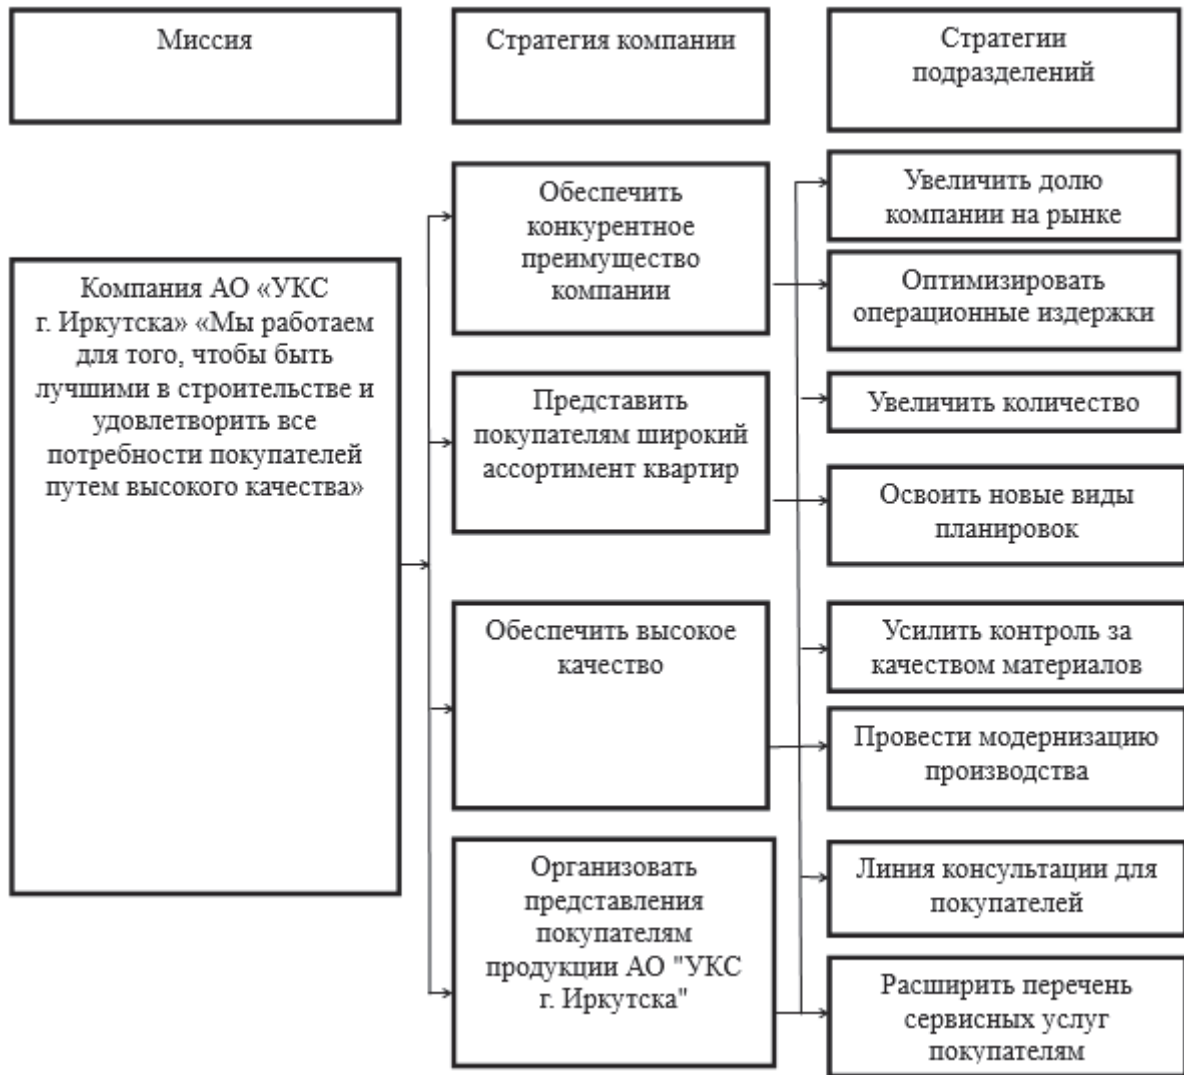 Миссия
Стратегия компании
Стратегии
подразделений
Компания АО «УКС
г. Иркутска» «Мы работаем
для того, чтобы быть
лучшими в строительстве и
удовлетворить все
потребности покупателей
путем высокого качества»
Обеспечить
конкурентное
преимущество
компании
Представить
покупателям широкий
ассортимент квартир
Обеспечить высокое
качество
Организовать
представления
покупателям
продукции АО "УКС
г. Иркутска"
Увеличить долю
компании на рынке
Оптимизировать
операционные издержки
Увеличить количество
Освоить новые виды
планировок
Усилить контроль за
качеством материалов
Провести модернизацию
производства
Линия консультации для
покупателей
Расширить перечень
сервисных услуг
покупателям